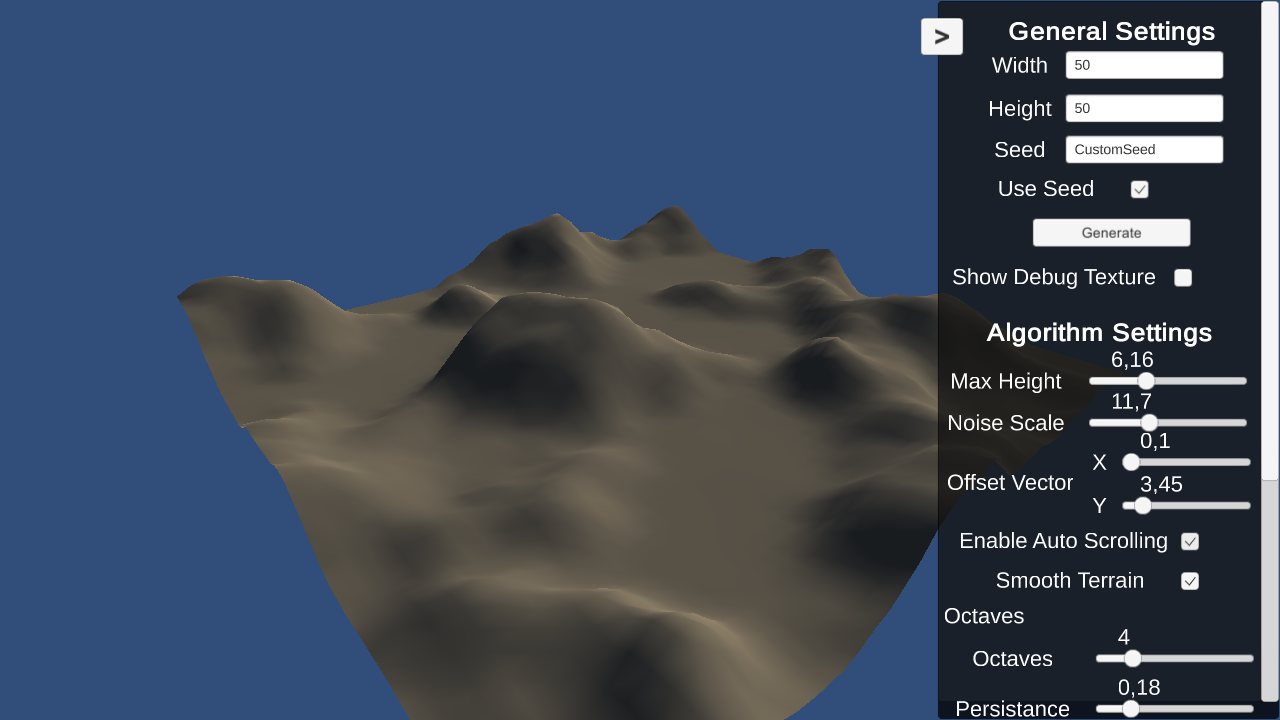 >
General Settings
Width 50
Height 50
Seed CustomSeed
Use Seed
Generate
Show Debug Texture
Algorithm Settings
6,16
Max Height
11,7
Noise Scale
0,1
X
Offset Vector
3,45
Y
Enable Auto Scrolling
Smooth Terrain
Octaves
4
Octaves
0,18
Persistance